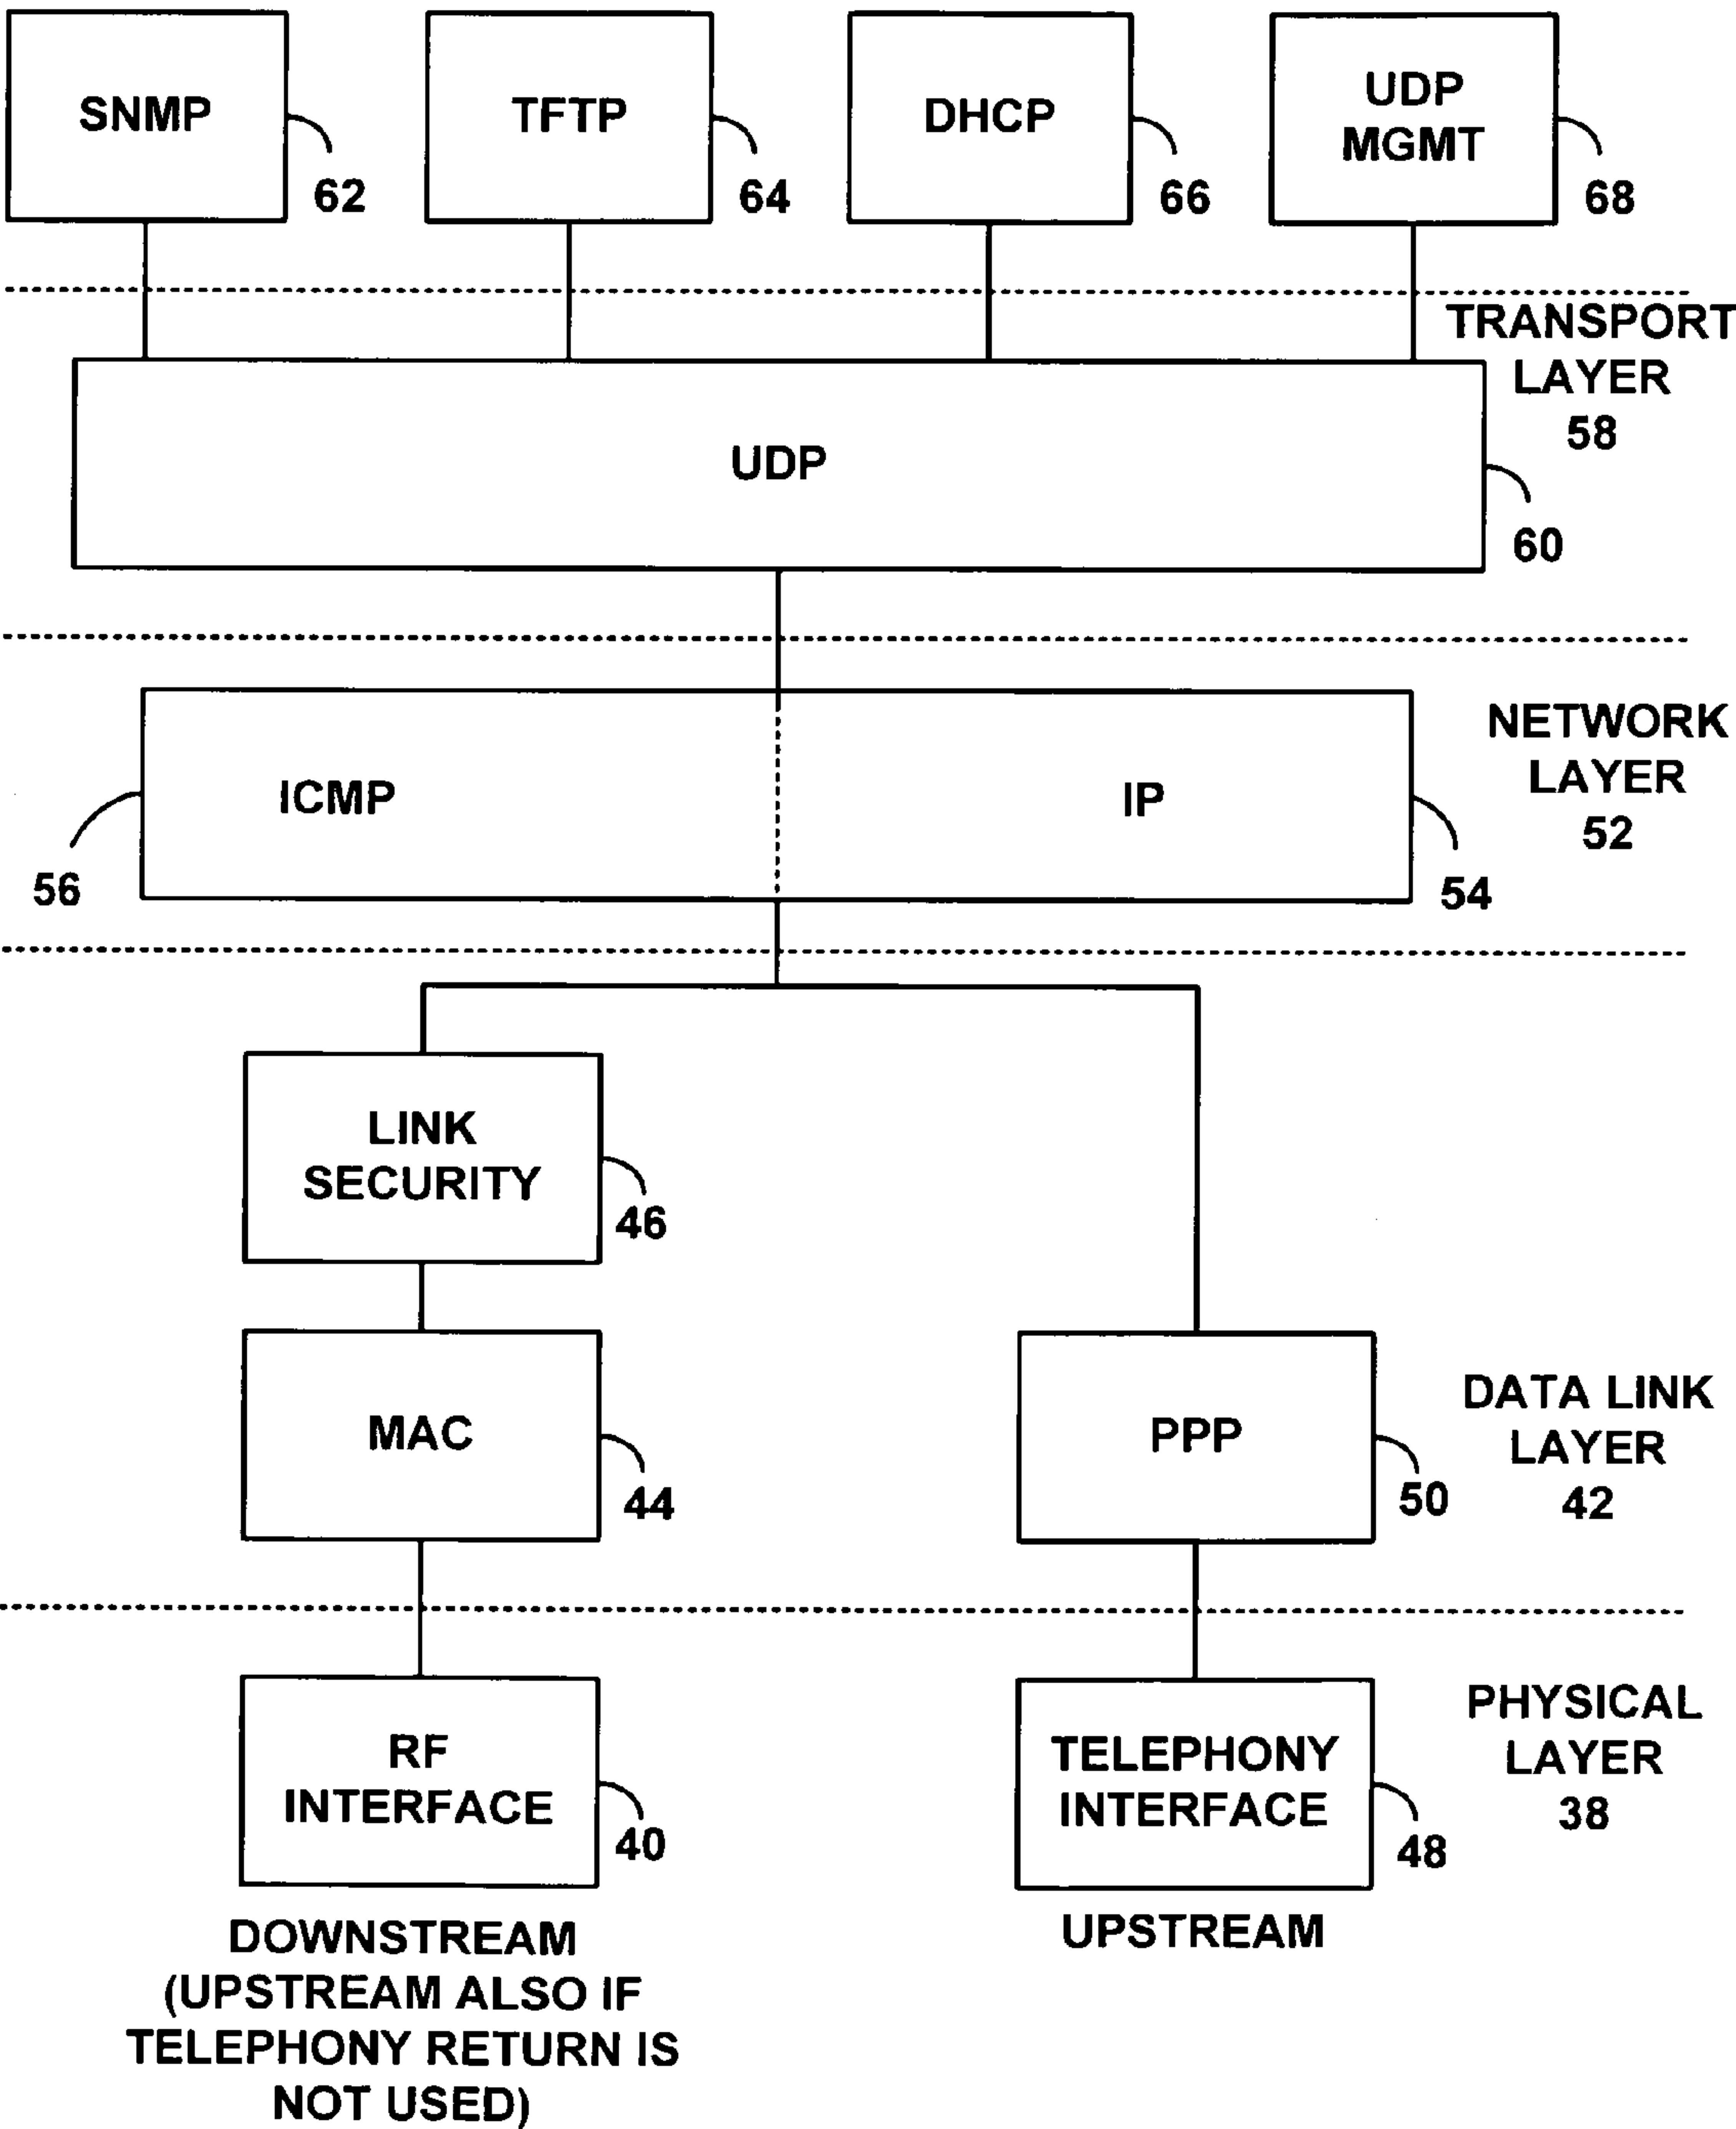 SNMP
62
TFTP
64
DHCP
66
UDP
MGMT
68
TRANSPORT
LAYER
58
UDP
60
NETWORK
LAYER
52
ICMP
56
IP
54
LINK
SECURITY
46
MAC
44
PPP
50
DATA LINK
LAYER
42
RF
INTERFACE
40
TELEPHONY
INTERFACE
48
PHYSICAL
LAYER
38
DOWNSTREAM
(UPSTREAM ALSO IF
TELEPHONY RETURN IS
NOT USED)
UPSTREAM